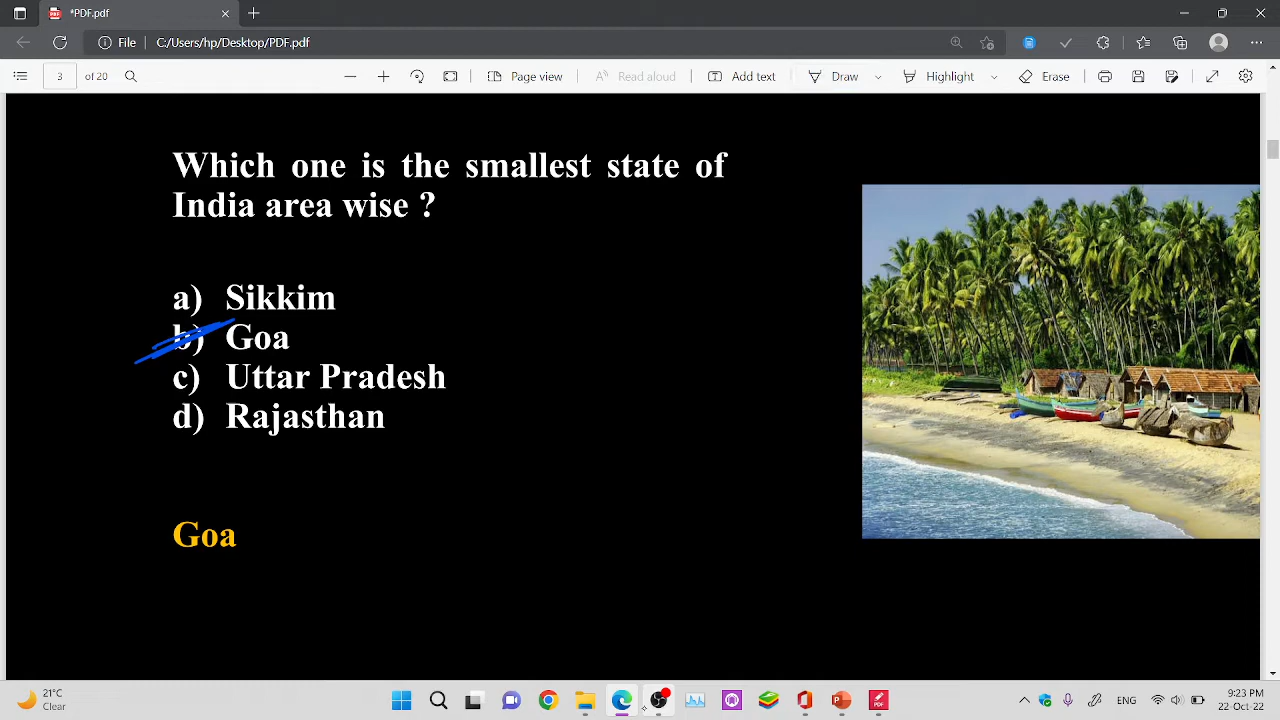 *PDF.pdf
File C:/Users/hp/Desktop/PDF.pdf
3 of 20 Page view Read aloud Add text Draw Highlight Erase
Which one is the smallest state of
India area wise ?
a) Sikkim
b) Goa
c) Uttar Pradesh
d) Rajasthan
Goa
21°C
Clear
ENG
9:23 PM
22-Oct-22